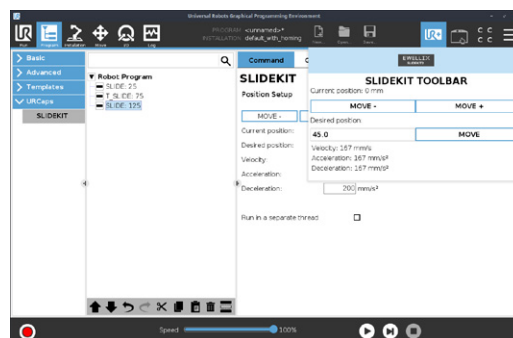 Universal Robots Graphical Programming Environment
UR
PROGRAM <unnamed>*
INSTALLATION default_with_homing
New... Open... Save...
UR+
C C
C C
Run Program Installation Move I/O Log
Basic
Advanced
Templates
URCaps
SLIDEKIT
Robot Program
SLIDE: 25
T_SLIDE: 75
SLIDE: 125
Command
SLIDEKIT
Position Setup
MOVE -
Current position:
Desired position:
Velocity:
Acceleration:
Deceleration: 200 mm/s²
Run in a separate thread
EWELLIX
SLIDEKIT TOOLBAR
Current position: 0 mm
MOVE - MOVE +
Desired position
45.0 MOVE
Velocity: 167 mm/s
Acceleration: 167 mm/s²
Deceleration: 167 mm/s²
Speed 100%